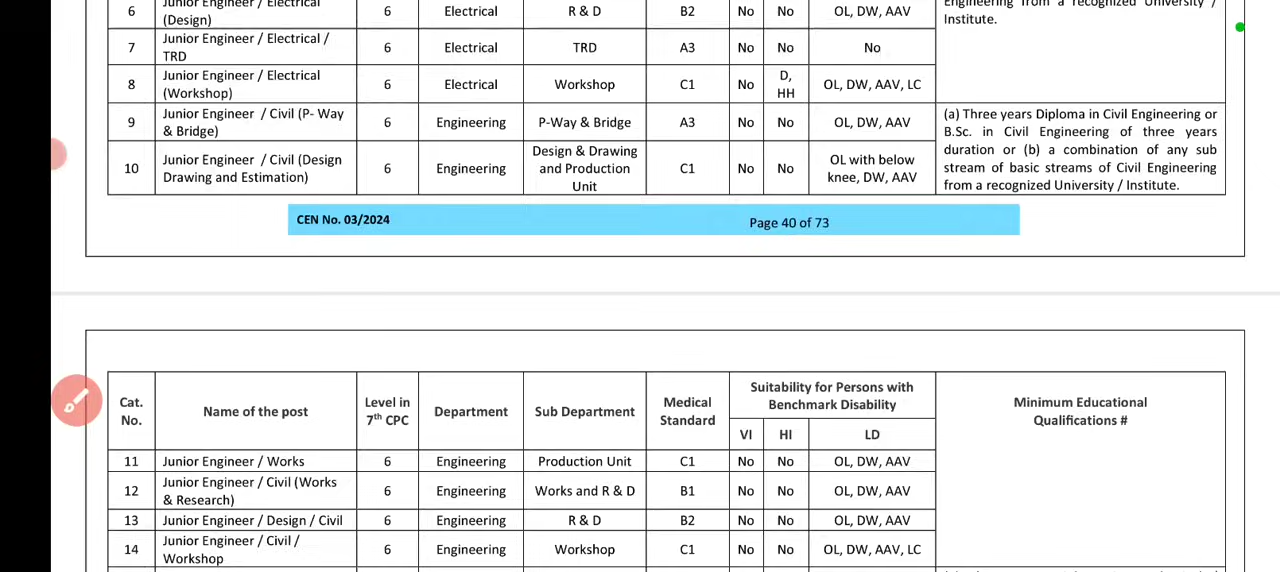 6 Junior Engineer / Electrical (Design) 6 Electrical R & D B2 No No OL, DW, AAV Engineering from a recognized University / Institute.
7 Junior Engineer / Electrical / TRD 6 Electrical TRD A3 No No No
8 Junior Engineer / Electrical (Workshop) 6 Electrical Workshop C1 No D, HH OL, DW, AAV, LC
9 Junior Engineer / Civil (P- Way & Bridge) 6 Engineering P-Way & Bridge A3 No No OL, DW, AAV
10 Junior Engineer / Civil (Design Drawing and Estimation) 6 Engineering Design & Drawing and Production Unit C1 No No OL with below knee, DW, AAV
(a) Three years Diploma in Civil Engineering or
B.Sc. in Civil Engineering of three years
duration or (b) a combination of any sub
stream of basic streams of Civil Engineering
from a recognized University / Institute.
CEN No. 03/2024 Page 40 of 73
Cat. No. Name of the post Level in 7th CPC Department Sub Department Medical Standard Suitability for Persons with Benchmark Disability Minimum Educational Qualifications #
VI HI LD
11 Junior Engineer / Works 6 Engineering Production Unit C1 No No OL, DW, AAV
12 Junior Engineer / Civil (Works & Research) 6 Engineering Works and R & D B1 No No OL, DW, AAV
13 Junior Engineer / Design / Civil 6 Engineering R & D B2 No No OL, DW, AAV
14 Junior Engineer / Civil / Workshop 6 Engineering Workshop C1 No No OL, DW, AAV, LC